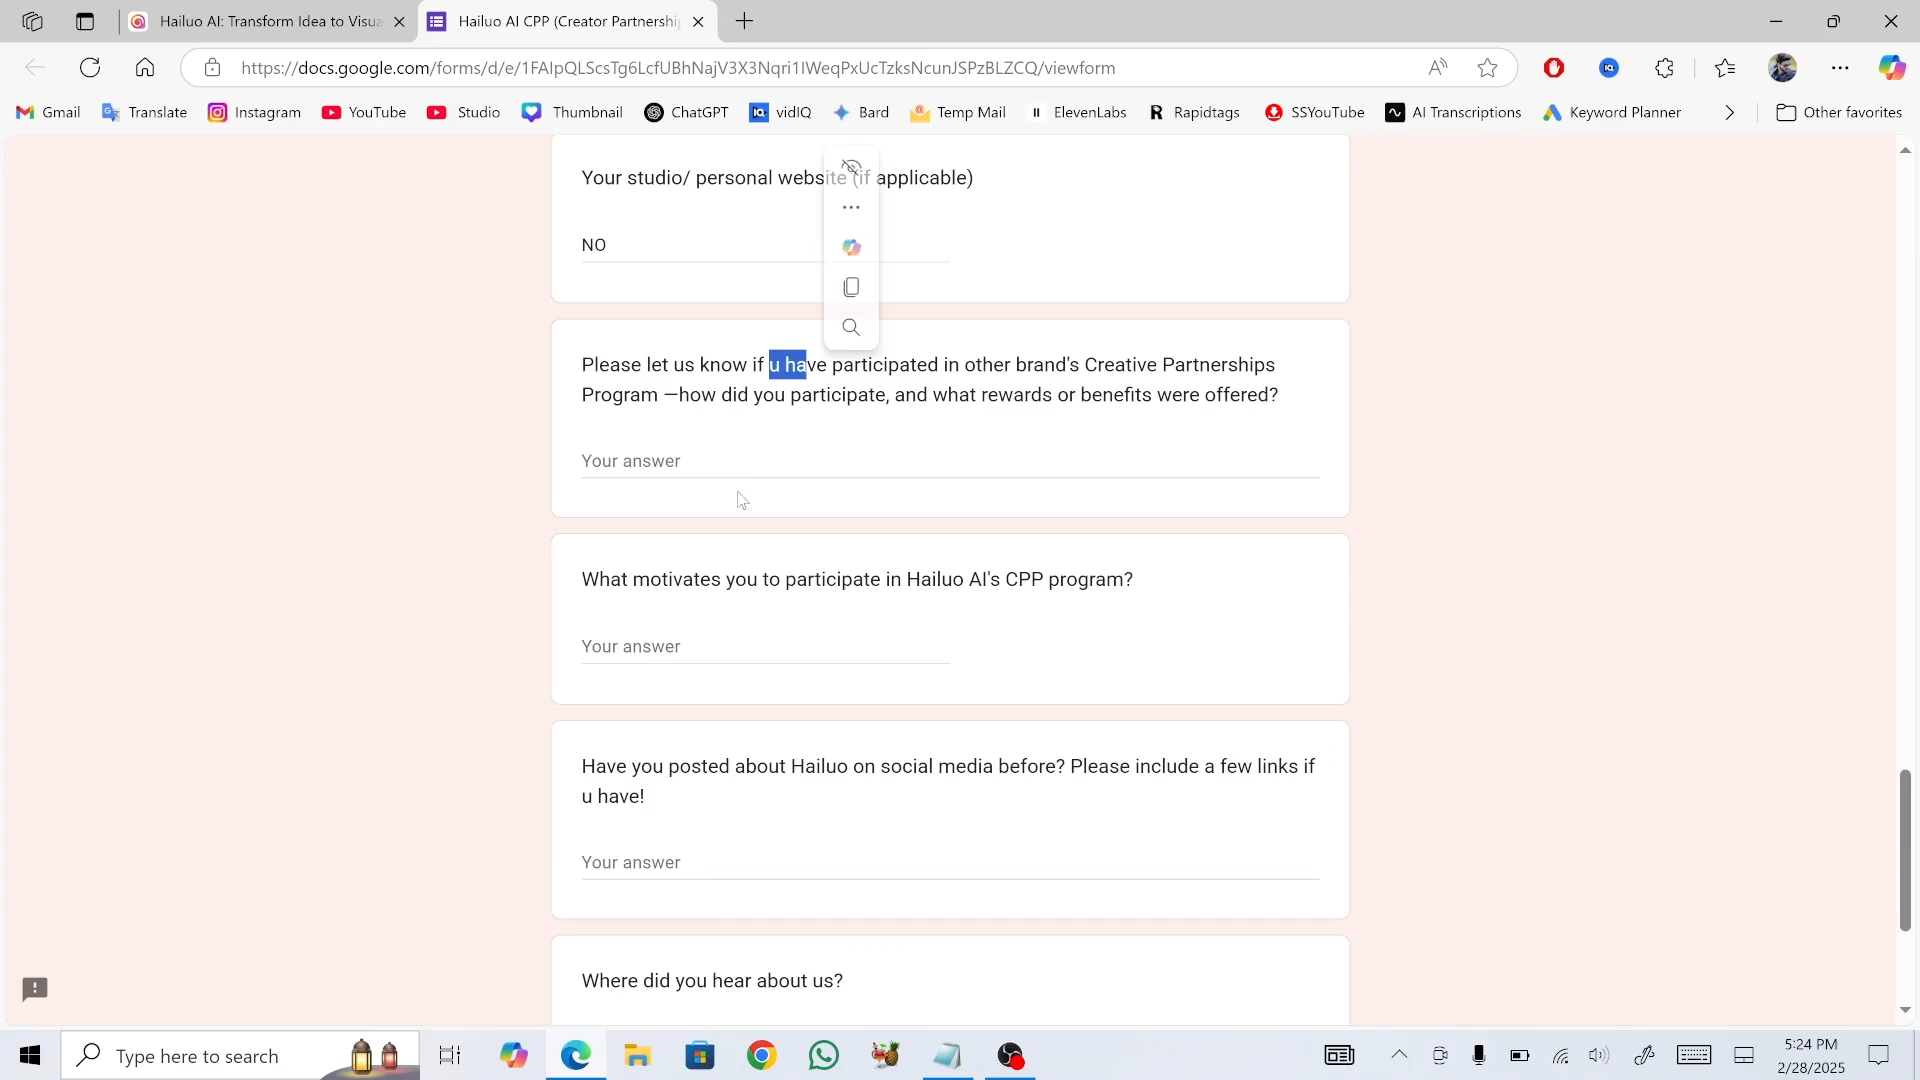 Hailuo AI: Transform Idea to Visua
Hailuo AI CPP (Creator Partnershi
https://docs.google.com/forms/d/e/1FAIpQLScsTg6LcfUBhNajV3X3Nqri1IWeqPxUcTzksNcunJSPzBLZCQ/viewform
Gmail
Translate
Instagram
YouTube
Studio
Thumbnail
ChatGPT
vidIQ
Bard
Temp Mail
ElevenLabs
Rapidtags
SSYouTube
AI Transcriptions
Keyword Planner
Other favorites
Your studio/ personal website (if applicable)
NO
Please let us know if u have participated in other brand's Creative Partnerships
Program —how did you participate, and what rewards or benefits were offered?
Your answer
What motivates you to participate in Hailuo AI's CPP program?
Your answer
Have you posted about Hailuo on social media before? Please include a few links if
u have!
Your answer
Where did you hear about us?
Type here to search
5:24 PM
2/28/2025